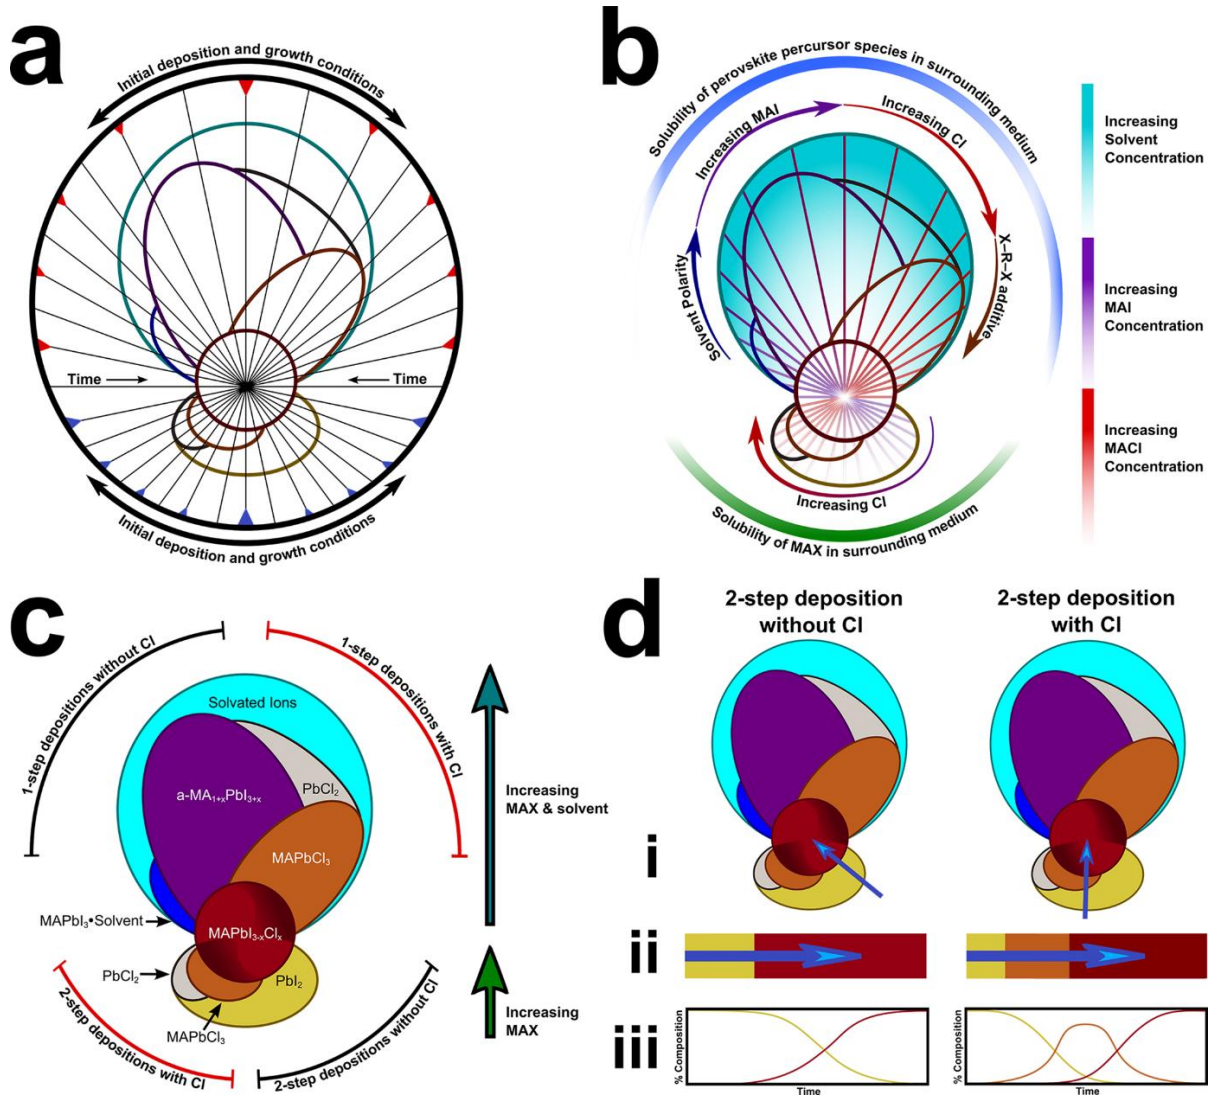 a
Initial deposition and growth conditions
Time
Time
Initial deposition and growth conditions
b
Solubility of perovskite percursor species in surrounding medium
Increasing MAI
Increasing Cl
Solvent Polarity
X–R–X additive
Increasing Cl
Solubility of MAX in surrounding medium
Increasing
Solvent
Concentration
Increasing
MAI
Concentration
Increasing
MACl
Concentration
c
1-step depositions without Cl
1-step depositions with Cl
Solvated Ions
a-MA1+xPbI3+x
PbCl2
MAPbCl3
MAPbI3•Solvent
MAPbI3-xClx
PbCl2
PbI2
MAPbCl3
2-step depositions with Cl
2-step depositions without Cl
Increasing
MAX & solvent
Increasing
MAX
d
2-step deposition
without Cl
2-step deposition
with Cl
i
ii
iii
% Composition
Time
% Composition
Time